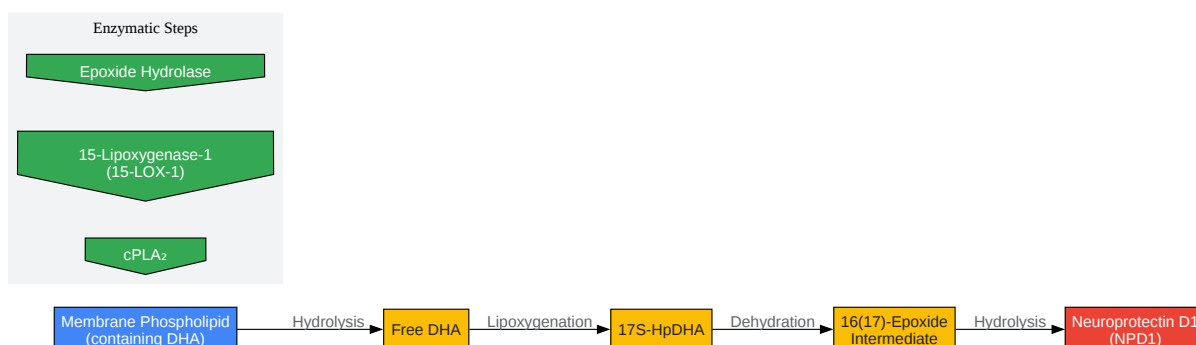 Enzymatic Steps
Epoxide Hydrolase
15-Lipoxygenase-1
(15-LOX-1)
cPLA₂
Membrane Phospholipid
(containing DHA)
Hydrolysis
Free DHA
Lipoxygenation
17S-HpDHA
Dehydration
16(17)-Epoxide
Intermediate
Hydrolysis
Neuroprotectin D1
(NPD1)